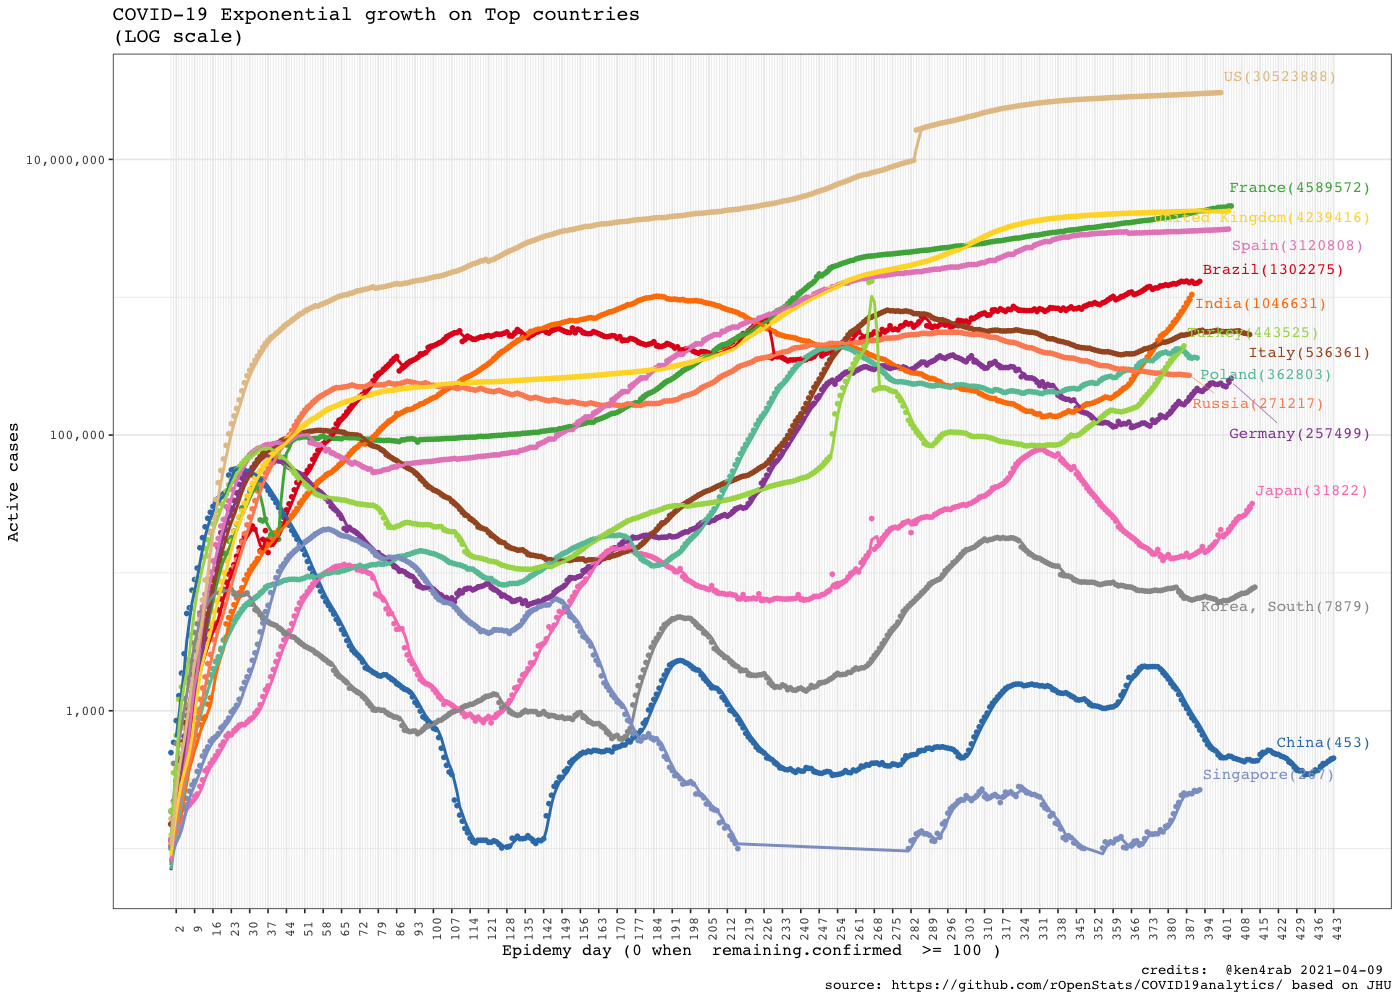 COVID-19 Exponential growth on Top countries
(LOG scale)
US(30523888)
10,000,000
France(4589572)
United Kingdom(4239416)
Spain(3120808)
Brazil(1302275)
India(1046631)
Turkey(443525)
Italy(536361)
Poland(362803)
Russia(271217)
100,000
Germany(257499)
Active cases
Japan(31822)
Korea, South(7879)
1,000
China(453)
Singapore(267)
2 9 16 23 30 37 44 51 58 65 72 79 86 93 100 107 114 121 128 135 142 149 156 163 170 177 184 191 198 205 212 219 226 233 240 247 254 261 268 275 282 289 296 303 310 317 324 331 338 345 352 359 366 373 380 387 394 401 408 415 422 429 436 443
Epidemy day (0 when  remaining.confirmed  >= 100 )
credits:  @ken4rab 2021-04-09
source: https://github.com/rOpenStats/COVID19analytics/ based on JHU